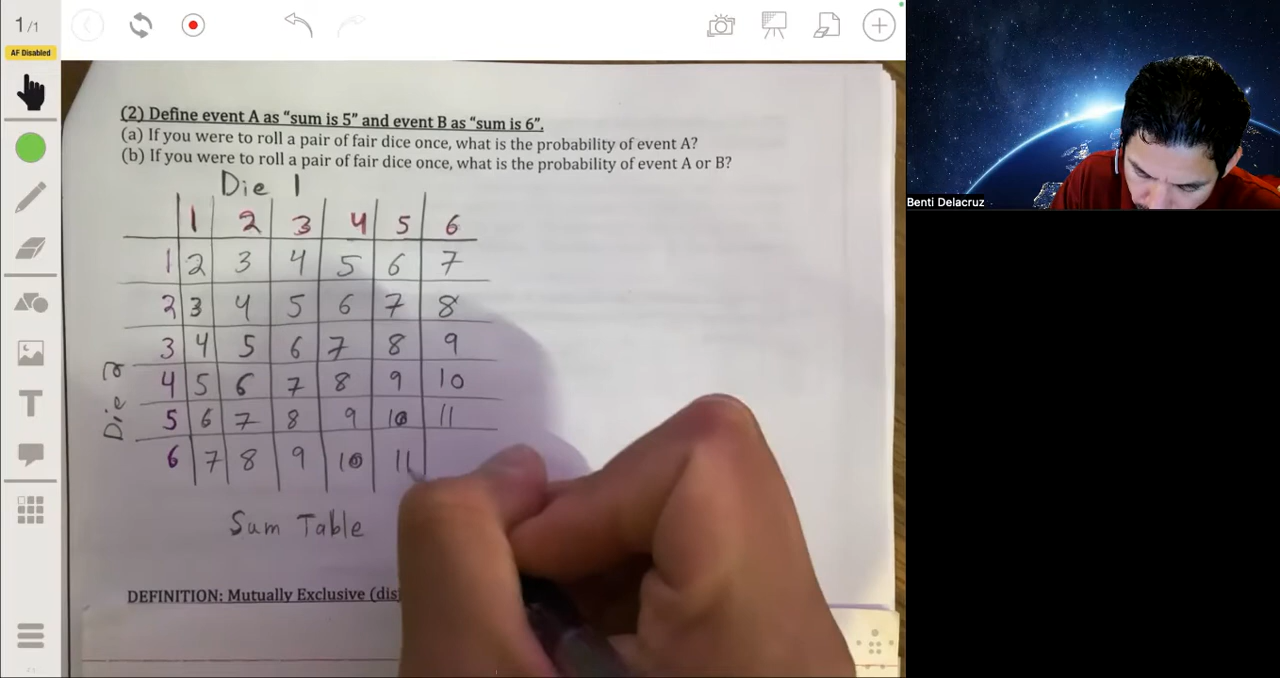 1/1
AF Disabled
(2) Define event A as “sum is 5” and event B as “sum is 6”.
(a) If you were to roll a pair of fair dice once, what is the probability of event A?
(b) If you were to roll a pair of fair dice once, what is the probability of event A or B?
Die 1
1 2 3 4 5 6
1 2 3 4 5 6 7
2 3 4 5 6 7 8
3 4 5 6 7 8 9
4 5 6 7 8 9 10
5 6 7 8 9 10 11
6 7 8 9 10 11
Die 2
Sum Table
DEFINITION: Mutually Exclusive (dis
T
Benti Delacruz